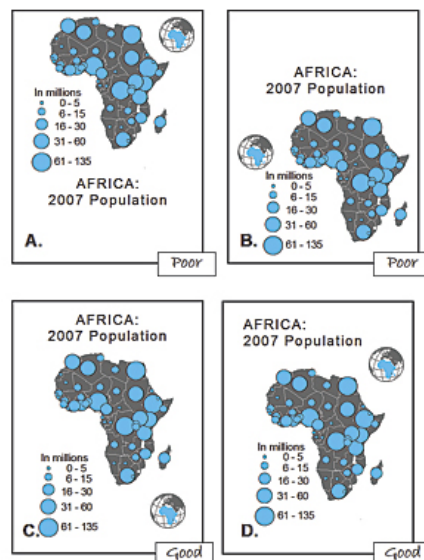 In millions
0 - 5
6 - 15
16 - 30
31 - 60
61 - 135
AFRICA:
2007 Population
A.
Poor
AFRICA:
2007 Population
In millions
0 - 5
6 - 15
16 - 30
31 - 60
61 - 135
B.
Poor
AFRICA:
2007 Population
In millions
0 - 5
6 - 15
16 - 30
31 - 60
61 - 135
C.
Good
AFRICA:
2007 Population
In millions
0 - 5
6 - 15
16 - 30
31 - 60
61 - 135
D.
Good